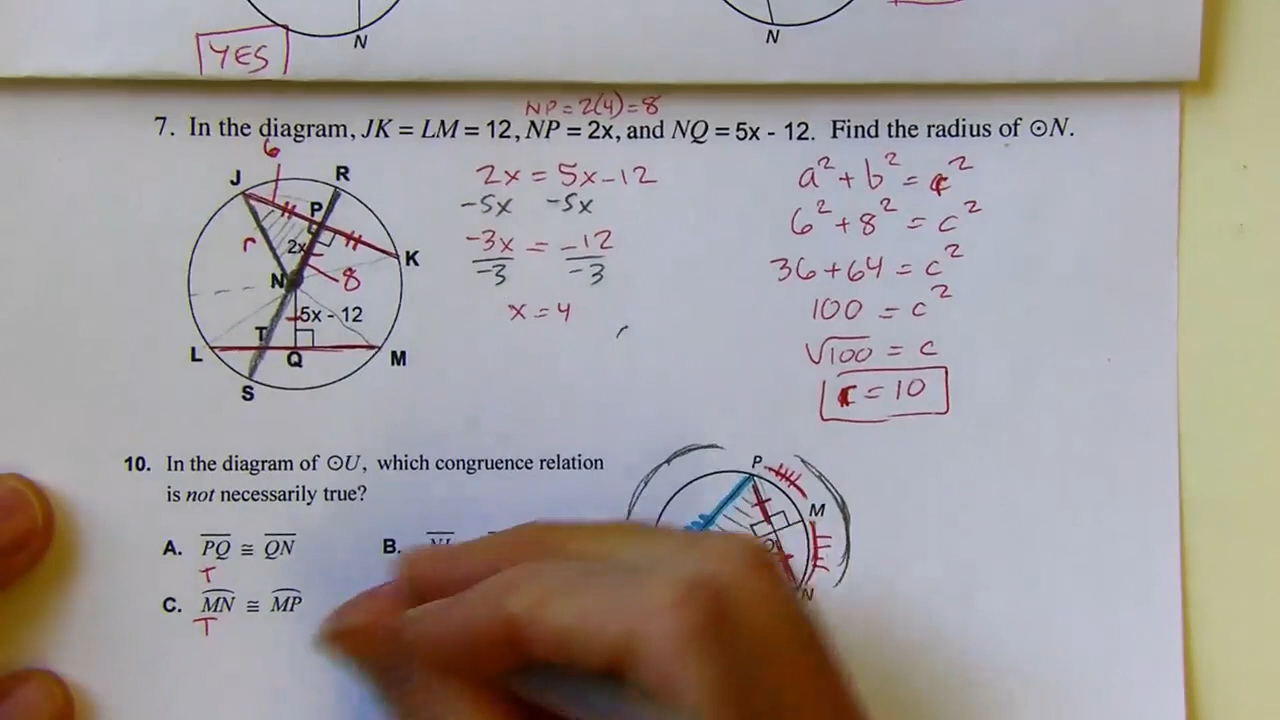 N
N
YES
NP = 2(4) = 8
7. In the diagram, JK = LM = 12, NP = 2x, and NQ = 5x - 12. Find the radius of ⊙N.
6
J
R
P
r
2x
K
N
8
5x - 12
T
L
Q
M
S
2x = 5x - 12
-5x -5x
-3x = -12
-3 -3
x = 4
a² + b² = c²
6² + 8² = c²
36 + 64 = c²
100 = c²
√100 = c
r = 10
10. In the diagram of ⊙U, which congruence relation
is not necessarily true?
P
M
N
A. PQ ≅ QN
B.
T
C. MN ≅ MP
T